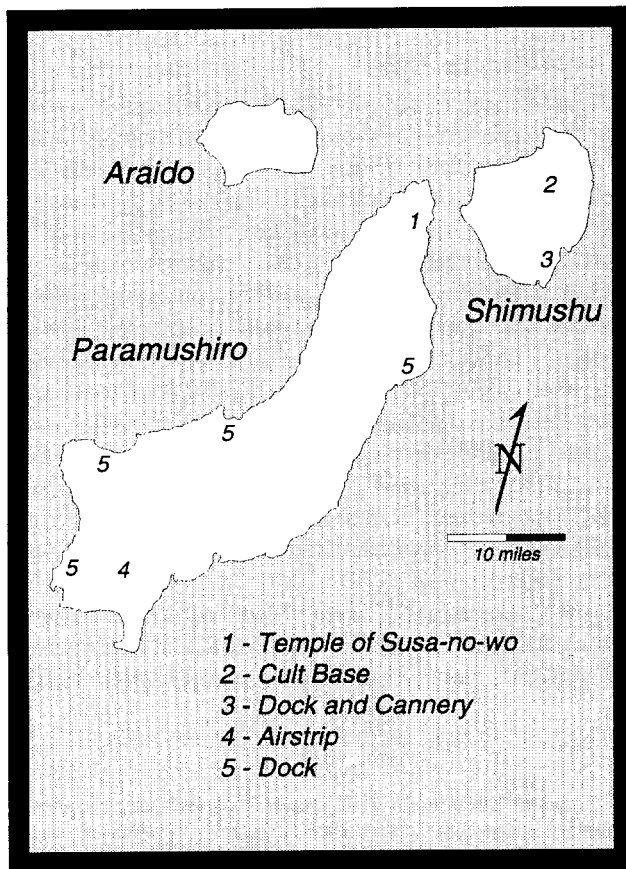 Araido
2
1
3
Shimushu
Paramushiro
5
5
5
N
10 miles
5
4
1 - Temple of Susa-no-wo
2 - Cult Base
3 - Dock and Cannery
4 - Airstrip
5 - Dock